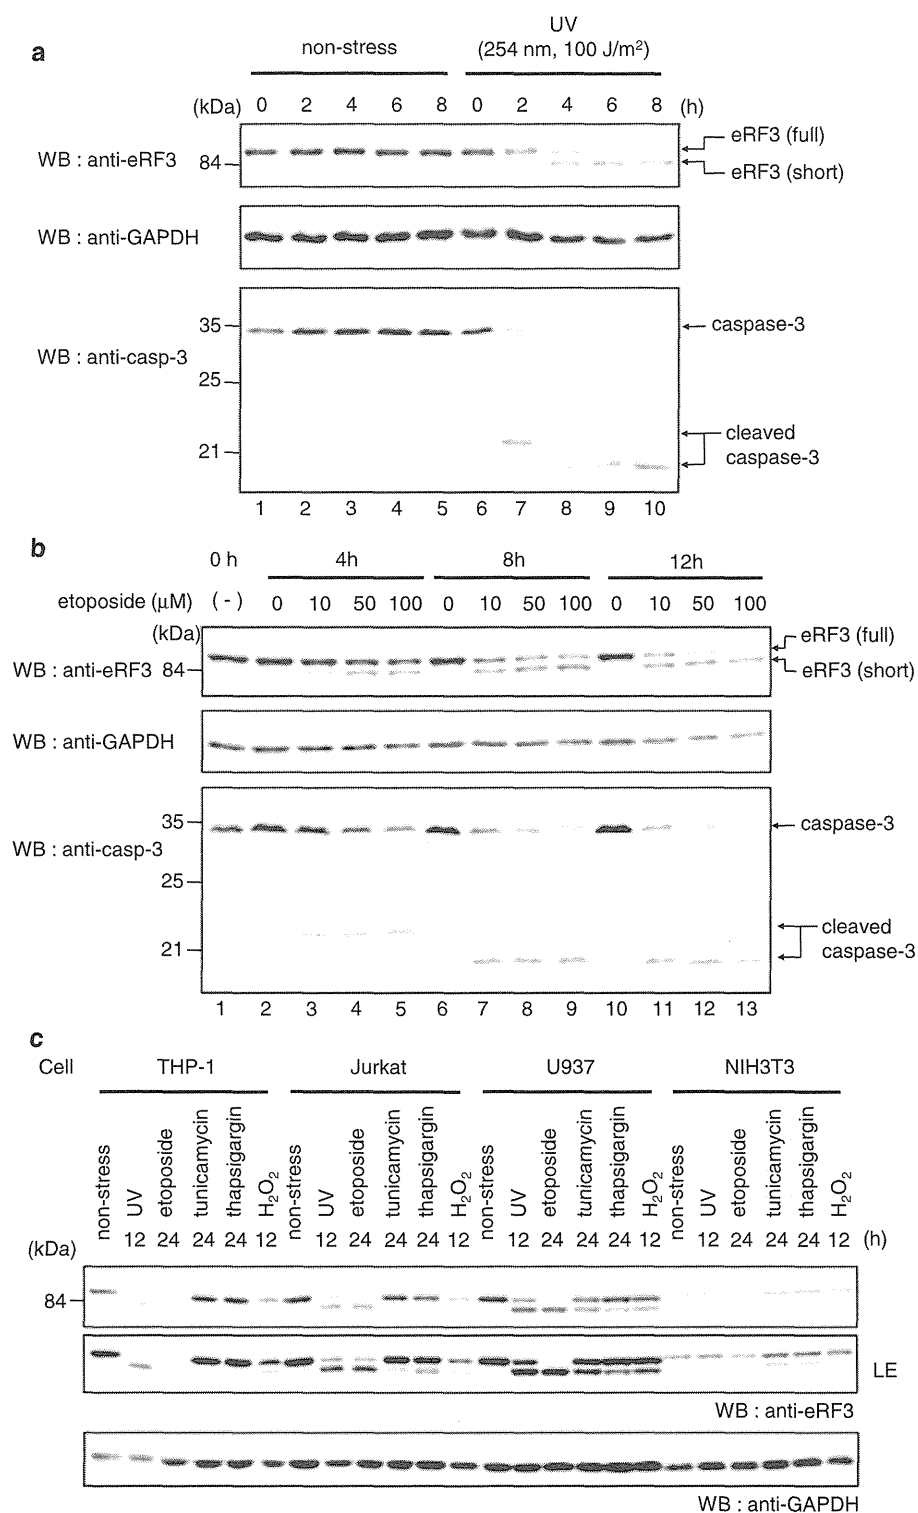 a
non-stress
UV
(254 nm, 100 J/m²)
(kDa) 0 2 4 6 8 0 2 4 6 8 (h)
WB : anti-eRF3
84
eRF3 (full)
eRF3 (short)
WB : anti-GAPDH
35
caspase-3
WB : anti-casp-3
25
21
cleaved
caspase-3
1 2 3 4 5 6 7 8 9 10
b
0 h 4h 8h 12h
etoposide (µM) (-) 0 10 50 100 0 10 50 100 0 10 50 100
(kDa)
eRF3 (full)
WB : anti-eRF3
84
eRF3 (short)
WB : anti-GAPDH
35
caspase-3
WB : anti-casp-3
25
21
cleaved
caspase-3
1 2 3 4 5 6 7 8 9 10 11 12 13
c
Cell THP-1 Jurkat U937 NIH3T3
non-stress UV etoposide tunicamycin thapsigargin H₂O₂ non-stress UV etoposide tunicamycin thapsigargin H₂O₂ non-stress UV etoposide tunicamycin thapsigargin H₂O₂ non-stress UV etoposide tunicamycin thapsigargin H₂O₂
12 24 24 24 12 12 24 24 24 12 12 24 24 24 12 12 24 24 24 12 (h)
(kDa)
84
LE
WB : anti-eRF3
WB : anti-GAPDH